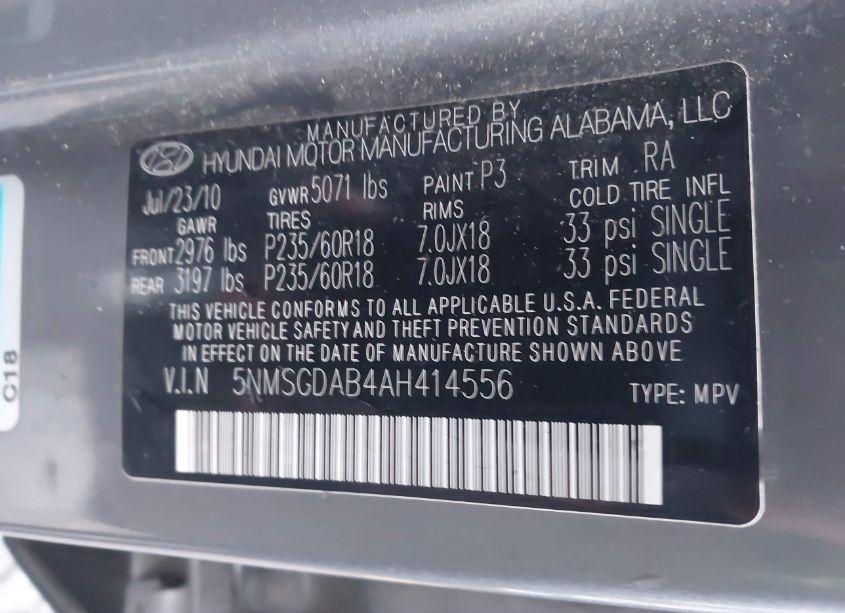 MANUFACTURED BY
HYUNDAI MOTOR MANUFACTURING ALABAMA, LLC
Jul/23/10 GVWR 5071 lbs PAINT P3 TRIM RA
GAWR TIRES RIMS COLD TIRE INFL
FRONT 2976 lbs P235/60R18 7.0JX18 33 psi SINGLE
REAR 3197 lbs P235/60R18 7.0JX18 33 psi SINGLE
THIS VEHICLE CONFORMS TO ALL APPLICABLE U.S.A. FEDERAL
MOTOR VEHICLE SAFETY AND THEFT PREVENTION STANDARDS
IN EFFECT ON THE DATE OF MANUFACTURE SHOWN ABOVE
V.I.N 5NMSGDAB4AH414556 TYPE: MPV
C18